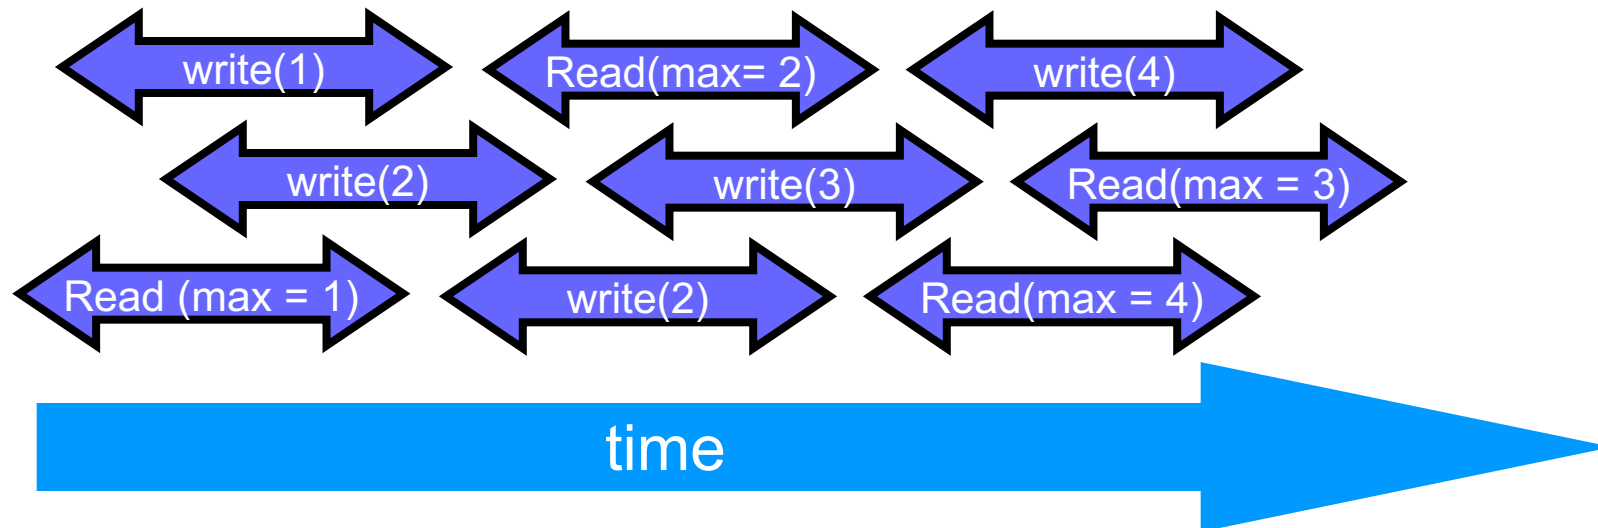 write(1)
Read(max= 2)
write(4)
write(2)
write(3)
Read(max = 3)
Read (max = 1)
write(2)
Read(max = 4)
time